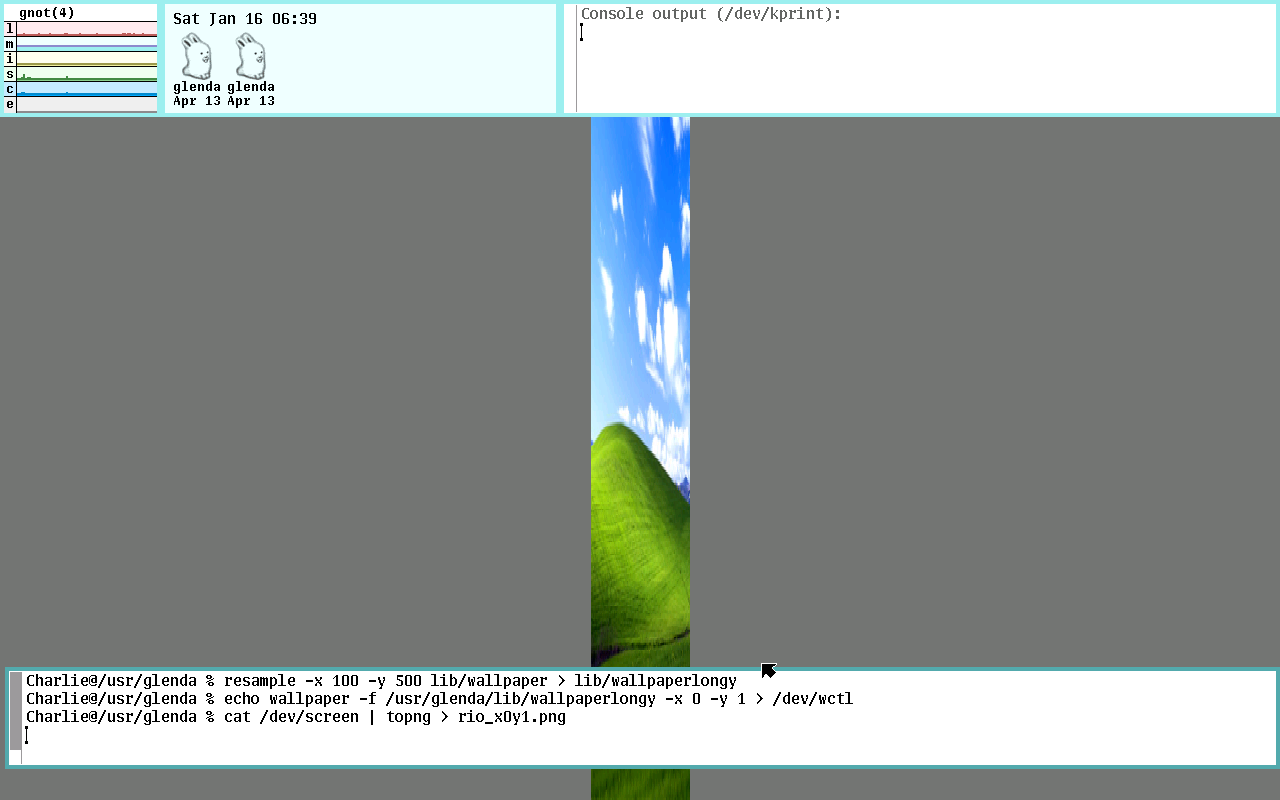 gnot(4)
l
m
i
s
c
e
Sat Jan 16 06:39
glenda glenda
Apr 13 Apr 13
Console output (/dev/kprint):
Charlie@/usr/glenda % resample -x 100 -y 500 lib/wallpaper > lib/wallpaperlongy
Charlie@/usr/glenda % echo wallpaper -f /usr/glenda/lib/wallpaperlongy -x 0 -y 1 > /dev/wctl
Charlie@/usr/glenda % cat /dev/screen | topng > rio_x0y1.png